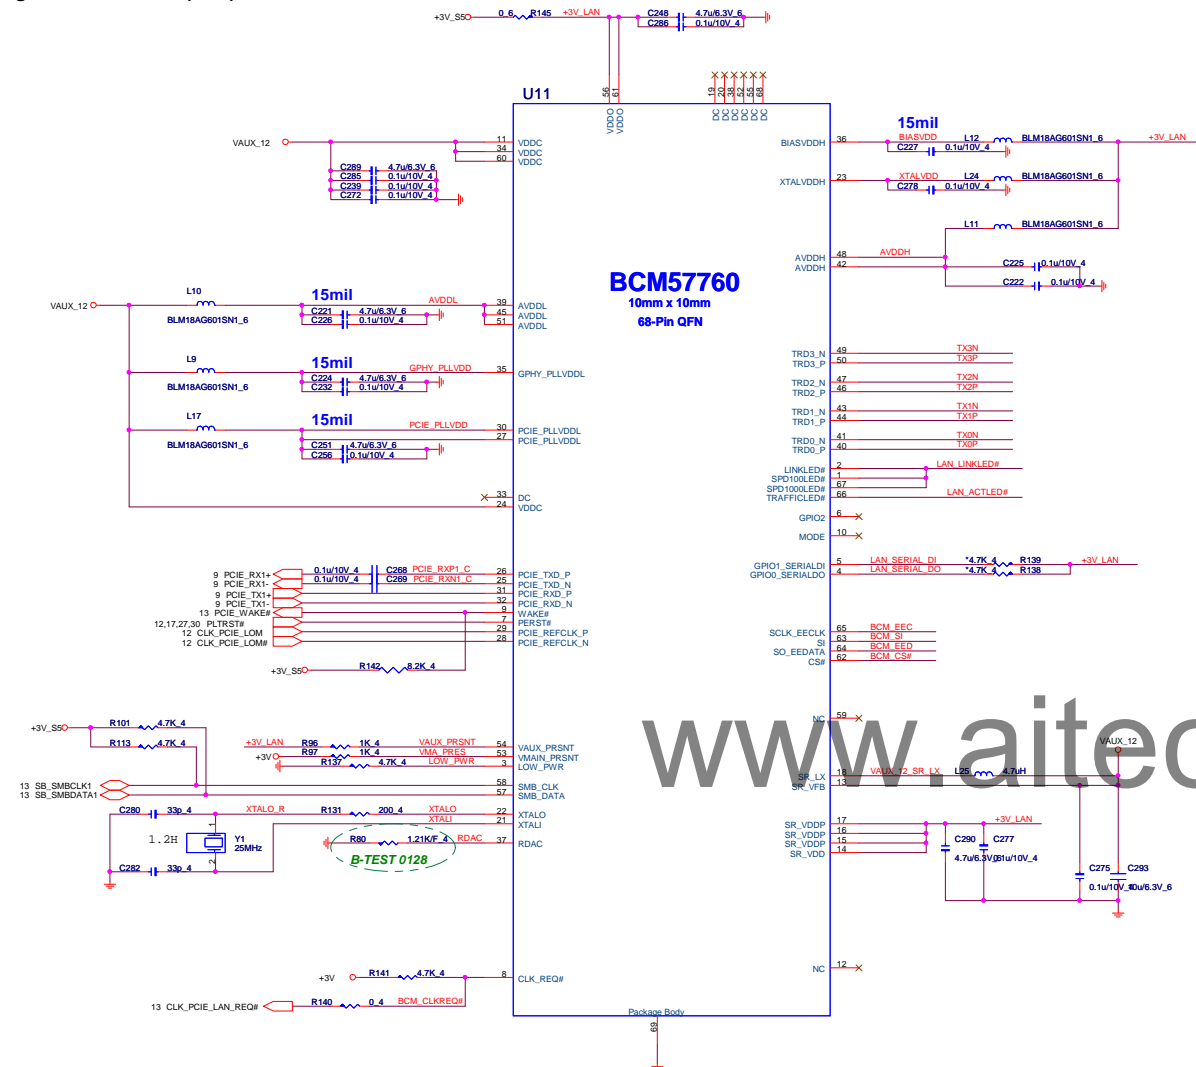 +3V_S5 0_6 R145 +3V_LAN C248 4.7u/6.3V_6
C286 0.1u/10V_4
56 61 19 20 38 52 55 68
VDDO VDDO DC DC DC DC DC DC
U11
BCM57760
10mm x 10mm
68-Pin QFN
VAUX_12 11 VDDC
34 VDDC
60 VDDC
C289 4.7u/6.3V_6
C285 0.1u/10V_4
C239 0.1u/10V_4
C272 0.1u/10V_4
15mil
BIASVDDH 36 BIASVDD L12 BLM18AG601SN1_6 +3V_LAN
C227 0.1u/10V_4
XTALVDDH 23 XTALVDD L24 BLM18AG601SN1_6
C278 0.1u/10V_4
L11 BLM18AG601SN1_6
AVDDH 48 AVDDH
AVDDH 42
C225 0.1u/10V_4
C222 0.1u/10V_4
VAUX_12 L10 BLM18AG601SN1_6
15mil
AVDDL 39 AVDDL
C221 4.7u/6.3V_6 45 AVDDL
C226 0.1u/10V_4 51 AVDDL
L9 BLM18AG601SN1_6
15mil
GPHY_PLLVDD 35 GPHY_PLLVDDL
C224 4.7u/6.3V_6
C232 0.1u/10V_4
L17 BLM18AG601SN1_6
15mil
PCIE_PLLVDD 30 PCIE_PLLVDDL
27 PCIE_PLLVDDL
C251 4.7u/6.3V_6
C256 0.1u/10V_4
33 DC
24 VDDC
TRD3_N 49 TX3N
TRD3_P 50 TX3P
TRD2_N 47 TX2N
TRD2_P 46 TX2P
TRD1_N 43 TX1N
TRD1_P 44 TX1P
TRD0_N 41 TX0N
TRD0_P 40 TX0P
LINKLED# 2 LAN_LINKLED#
SPD100LED# 1
SPD1000LED# 67
TRAFFICLED# 66 LAN_ACTLED#
GPIO2 6
MODE 10
GPIO1_SERIALDI 5 LAN_SERIAL_DI *4.7K_4 R139 +3V_LAN
GPIO0_SERIALDO 4 LAN_SERIAL_DO *4.7K_4 R138
9 PCIE_RX1+ 0.1u/10V_4 C268 PCIE_RXP1_C 26 PCIE_TXD_P
9 PCIE_RX1- 0.1u/10V_4 C269 PCIE_RXN1_C 25 PCIE_TXD_N
9 PCIE_TX1+ 31 PCIE_RXD_P
9 PCIE_TX1- 32 PCIE_RXD_N
13 PCIE_WAKE# 9 WAKE#
12,17,27,30 PLTRST# 7 PERST#
12 CLK_PCIE_LOM 29 PCIE_REFCLK_P
12 CLK_PCIE_LOM# 28 PCIE_REFCLK_N
+3V_S5 R142 8.2K_4
SCLK_EECLK 65 BCM_EEC
SI 63 BCM_SI
SO_EEDATA 64 BCM_EED
CS# 62 BCM_CS#
NC 59
www.aitec
+3V_S5 R101 4.7K_4
R113 4.7K_4
+3V_LAN R96 1K_4 VAUX_PRSNT 54 VAUX_PRSNT
+3V R97 1K_4 VMA_PRES 53 VMAIN_PRSNT
R137 4.7K_4 LOW_PWR 3 LOW_PWR
13 SB_SMBCLK1 58 SMB_CLK
13 SB_SMBDATA1 57 SMB_DATA
VAUX_12
SR_LX 18 VAUX_12_SR_LX L25 4.7uH
SR_VFB 13
C280 33p_4 XTALO_R R131 200_4 XTALO 22 XTALO
XTALI 21 XTALI
1.2H 1 2 Y1 25MHz
R80 1.21K/F_4 RDAC 37 RDAC
B-TEST 0128
C282 33p_4
SR_VDDP 17 +3V_LAN
SR_VDDP 16
SR_VDDP 15
SR_VDD 14
C290 C277
4.7u/6.3V_6
C275 C293
0.1u/10V_4
+3V R141 4.7K_4 8 CLK_REQ#
13 CLK_PCIE_LAN_REQ# R140 0_4 BCM_CLKREQ#
NC 12
Package Body
69